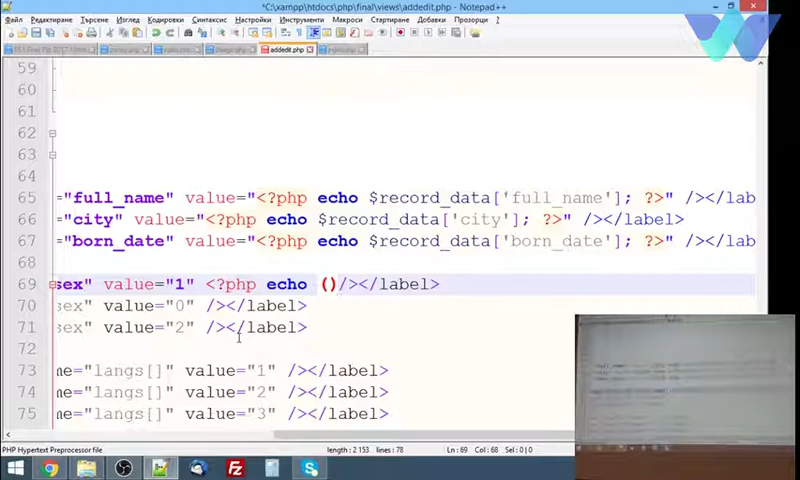 *C:\xampp\htdocs\php\final\views\addedit.php - Notepad++
Файл Редактиране Търсене Изглед Кодировки Синтаксис Настройки Инструменти Макроси Стартиране Добавки Прозорци ?
addedit.php
59
60
61
62
63
64
65 ="full_name" value="<?php echo $record_data['full_name']; ?>" /></lab
66 ="city" value="<?php echo $record_data['city']; ?>" /></label>
67 ="born_date" value="<?php echo $record_data['born_date']; ?>" /></lab
68
69 sex" value="1" <?php echo ()/></label>
70 sex" value="0" /></label>
71 sex" value="2" /></label>
72
73 me="langs[]" value="1" /></label>
74 me="langs[]" value="2" /></label>
75 me="langs[]" value="3" /></label>
PHP Hypertext Preprocessor file length : 2 153 lines : 78 Ln : 69 Col : 68 Sel : 0 | 0